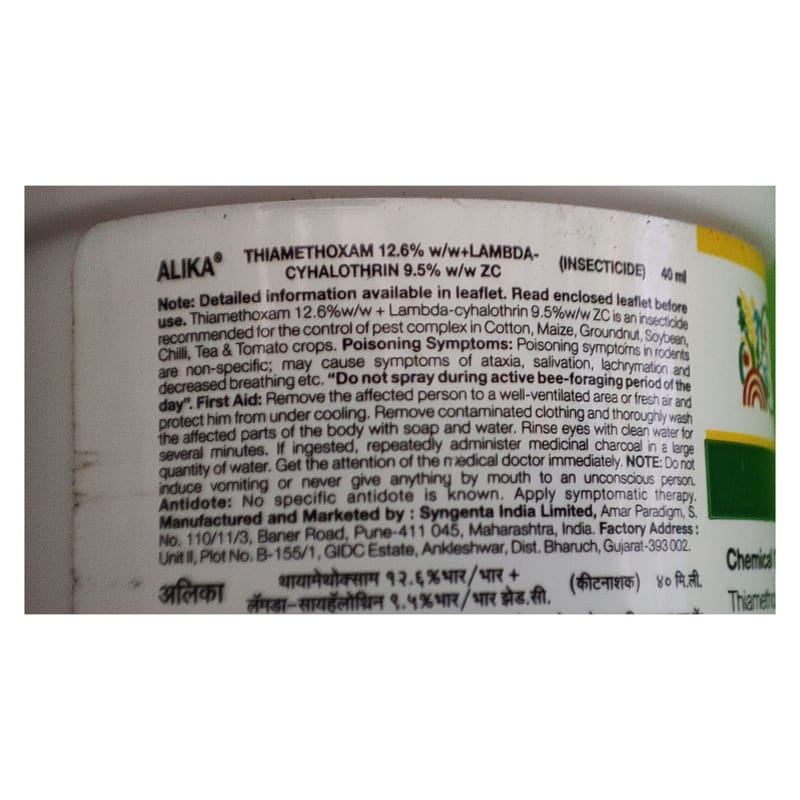 ALIKA® THIAMETHOXAM 12.6% w/w+LAMBDA-
CYHALOTHRIN 9.5% w/w ZC (INSECTICIDE) 40 ml
Note: Detailed information available in leaflet. Read enclosed leaflet before
use. Thiamethoxam 12.6%w/w + Lambda-cyhalothrin 9.5%w/w ZC is an insecticide
recommended for the control of pest complex in Cotton, Maize, Groundnut, Soybean,
Chilli, Tea & Tomato crops. Poisoning Symptoms: Poisoning symptoms in rodents
are non-specific; may cause symptoms of ataxia, salivation, lachrymation and
decreased breathing etc. "Do not spray during active bee-foraging period of the
day". First Aid: Remove the affected person to a well-ventilated area or fresh air and
protect him from under cooling. Remove contaminated clothing and thoroughly wash
the affected parts of the body with soap and water. Rinse eyes with clean water for
several minutes. If ingested, repeatedly administer medicinal charcoal in a large
quantity of water. Get the attention of the medical doctor immediately. NOTE: Do not
induce vomiting or never give anything by mouth to an unconscious person.
Antidote: No specific antidote is known. Apply symptomatic therapy.
Manufactured and Marketed by : Syngenta India Limited, Amar Paradigm, S.
No. 110/11/3, Baner Road, Pune-411 045, Maharashtra, India. Factory Address :
Unit II, Plot No. B-155/1, GIDC Estate, Ankleshwar, Dist. Bharuch, Gujarat-393 002.
अलिका थायामेथोक्साम १२.६%भार/भार +
लॅमडा-सायहॅलोथ्रिन ९.५%भार/भार झेड.सी. (कीटनाशक) ४० मि.ली.
Chemical